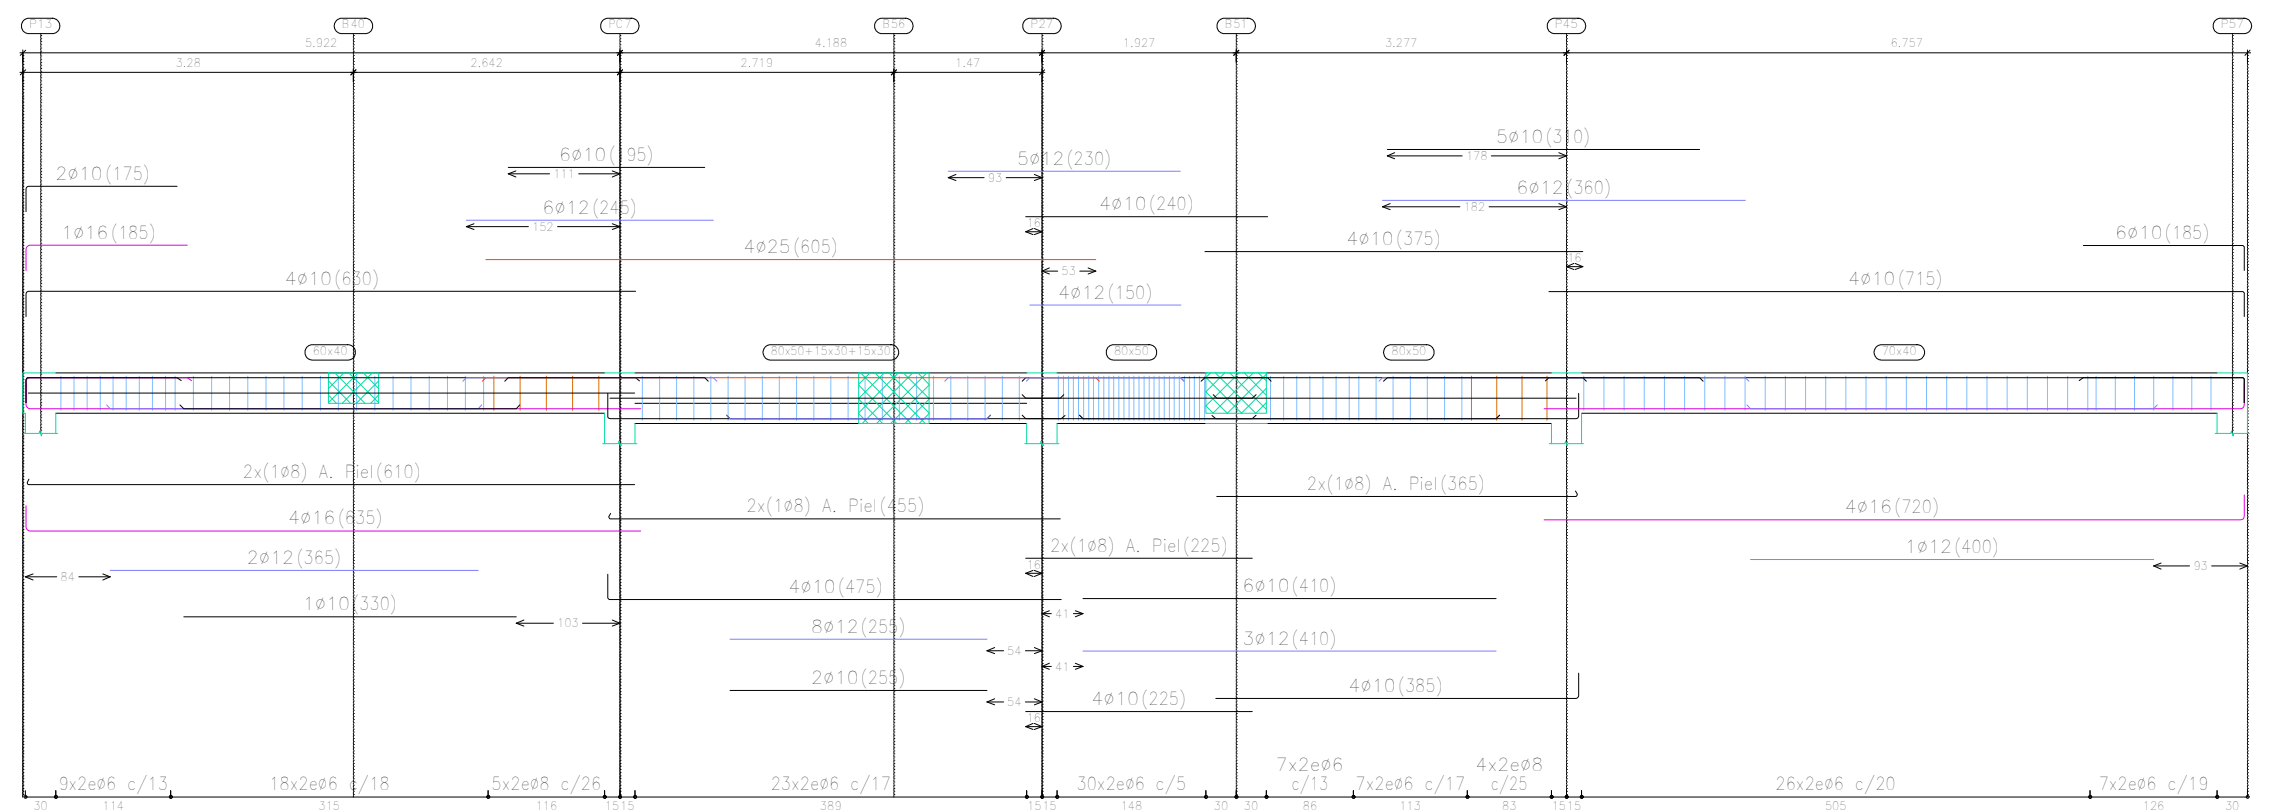 P13 B40 PC7 B56 P27 B51 P45 P57
5.922 4.188 1.927 3.277 6.757
3.28 2.642 2.719 1.47
5ø10(310)
6ø10(195) 178
5ø12(230)
2ø10(175) 111 93
6ø12(360)
4ø10(240) 182
6ø12(245)
152 16
1ø16(185) 6ø10(185)
4ø10(375)
4ø25(605)
53 16
4ø10(630) 4ø10(715)
4ø12(150)
60x40 80x50+15x30+15x30 80x50 80x50 70x40
2x(1ø8) A. Piel(610)
2x(1ø8) A. Piel(365)
2x(1ø8) A. Piel(455) 4ø16(720)
4ø16(635)
2x(1ø8) A. Piel(225) 1ø12(400)
2ø12(365) 93
84 16
4ø10(475) 6ø10(410)
1ø10(330) 41
103
8ø12(255) 3ø12(410)
54 41
2ø10(255) 4ø10(385)
4ø10(225)
54
16
7x2eø6 4x2eø8
9x2eø6 c/13 18x2eø6 c/18 5x2eø8 c/26 23x2eø6 c/17 30x2eø6 c/5 c/13 7x2eø6 c/17 c/25 26x2eø6 c/20 7x2eø6 c/19
30 114 315 116 1515 389 1515 148 30 30 86 113 83 1515 505 126 30